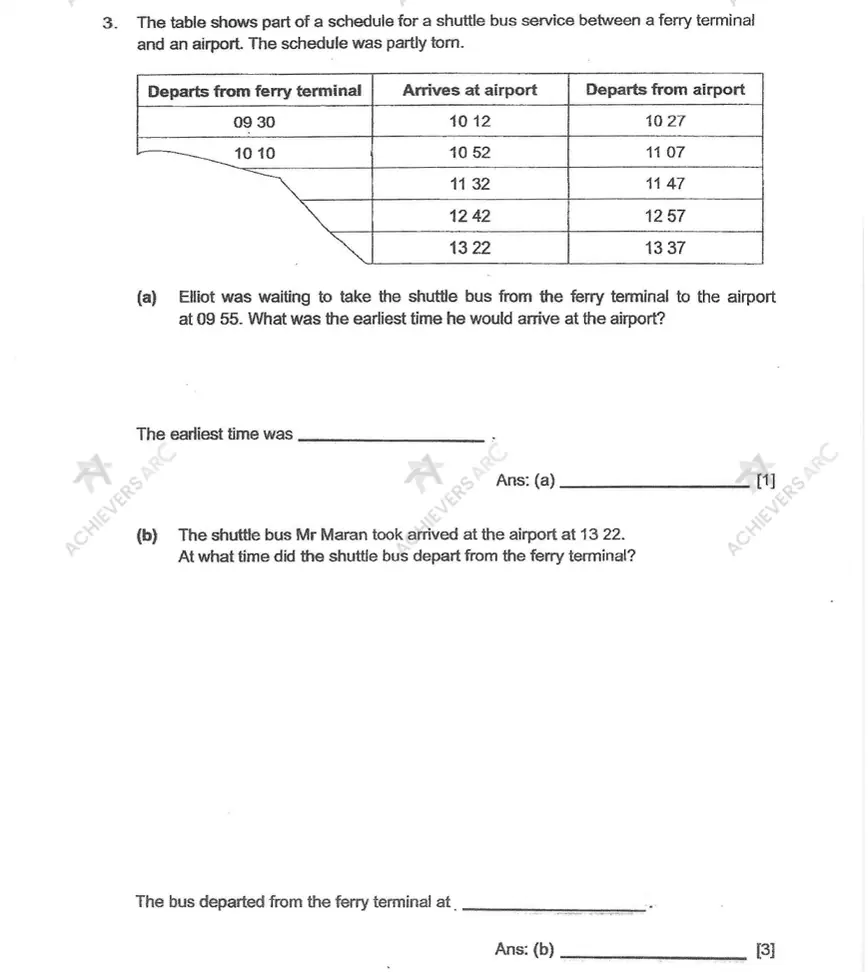 3. The table shows part of a schedule for a shuttle bus service between a ferry terminal
and an airport. The schedule was partly torn.
Departs from ferry terminal Arrives at airport Departs from airport
09 30 10 12 10 27
10 10 10 52 11 07
11 32 11 47
12 42 12 57
13 22 13 37
(a) Elliot was waiting to take the shuttle bus from the ferry terminal to the airport
at 09 55. What was the earliest time he would arrive at the airport?
The earliest time was ____________________ .
Ans: (a) ____________________ [1]
ACHIEVERS ARC ACHIEVERS ARC ACHIEVERS ARC
(b) The shuttle bus Mr Maran took arrived at the airport at 13 22.
At what time did the shuttle bus depart from the ferry terminal?
The bus departed from the ferry terminal at ____________________ .
Ans: (b) ____________________ [3]